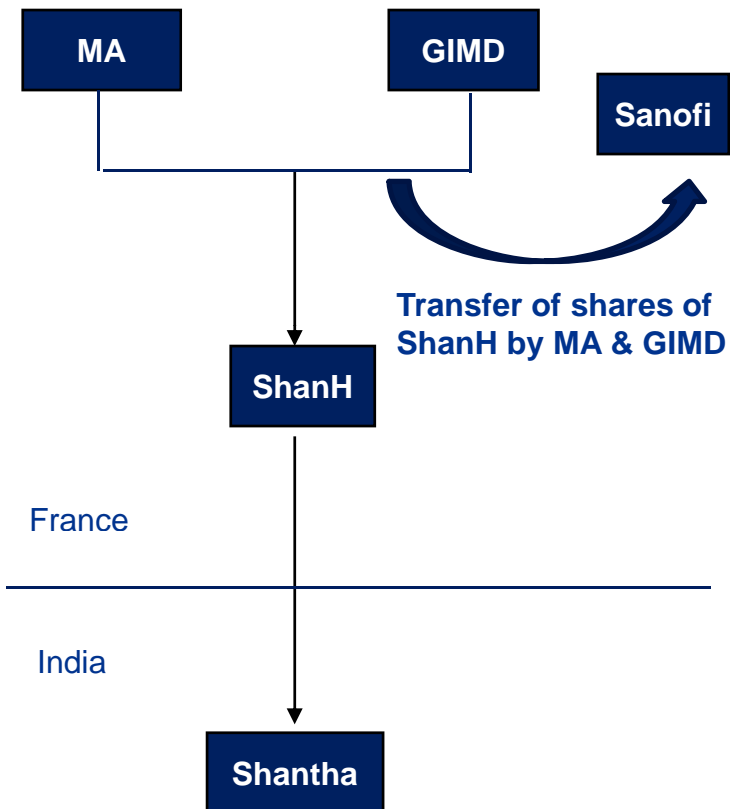 MA
GIMD
Sanofi
Transfer of shares of
ShanH by MA & GIMD
ShanH
France
India
Shantha